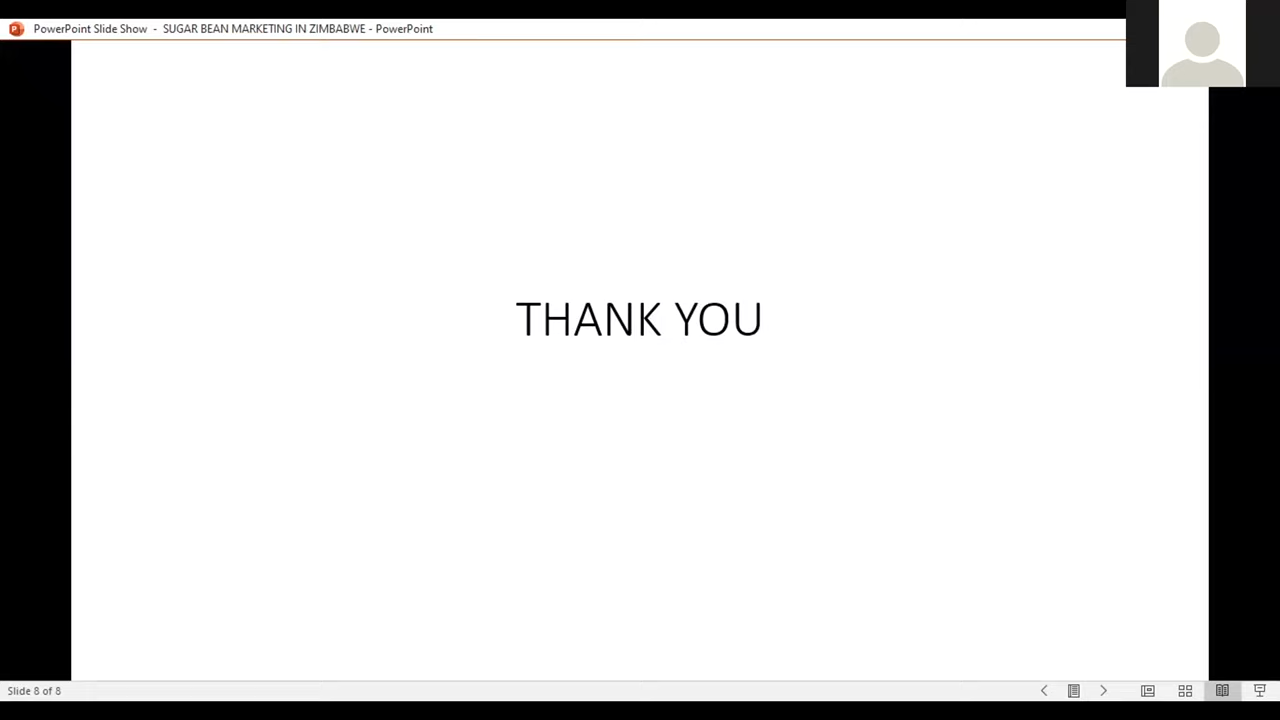 PowerPoint Slide Show - SUGAR BEAN MARKETING IN ZIMBABWE - PowerPoint
THANK YOU
Slide 8 of 8